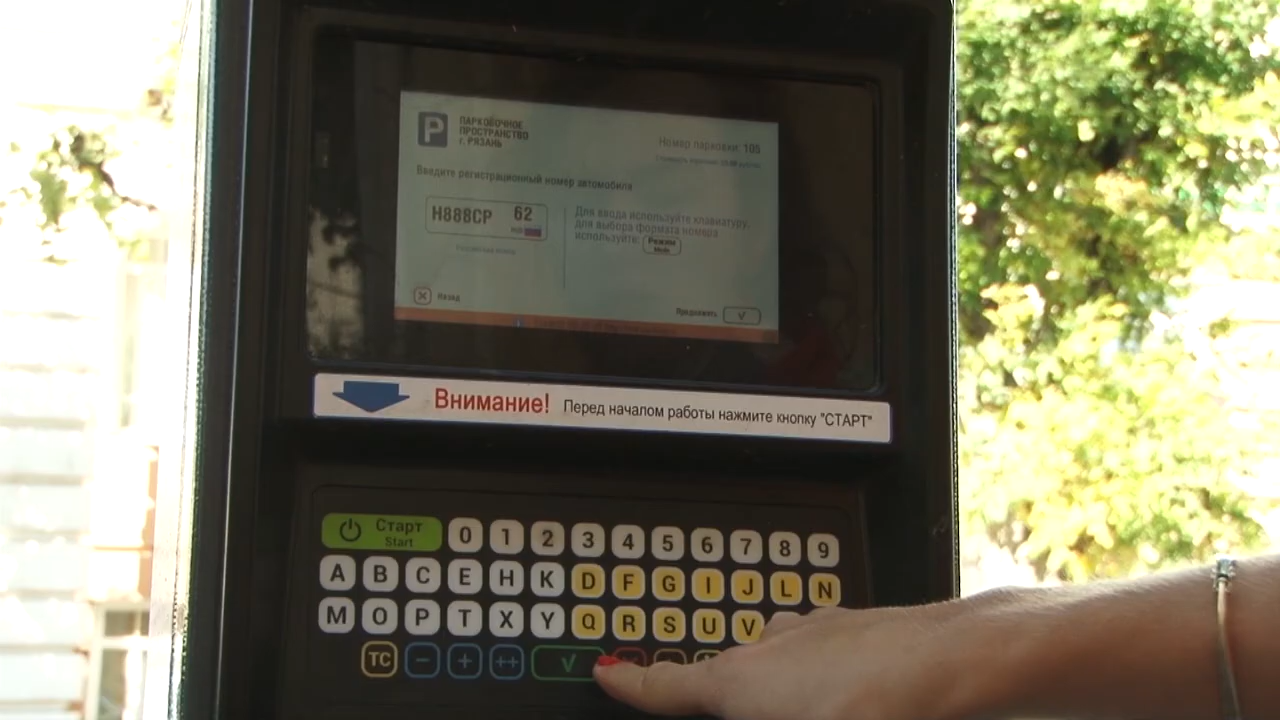 P
ПАРКОВОЧНОЕ
ПРОСТРАНСТВО
г. РЯЗАНЬ
Номер парковки: 105
Введите регистрационный номер автомобиля
Н888СР 62
RUS
Для ввода используйте клавиатуру,
для выбора формата номера
используйте: Режим
Mode
Назад
Продолжить
Внимание! Перед началом работы нажмите кнопку "СТАРТ"
Старт
Start
0 1 2 3 4 5 6 7 8 9
A B C E H K D F G I J L N
M O P T X Y Q R S U V
TC - + ++ √